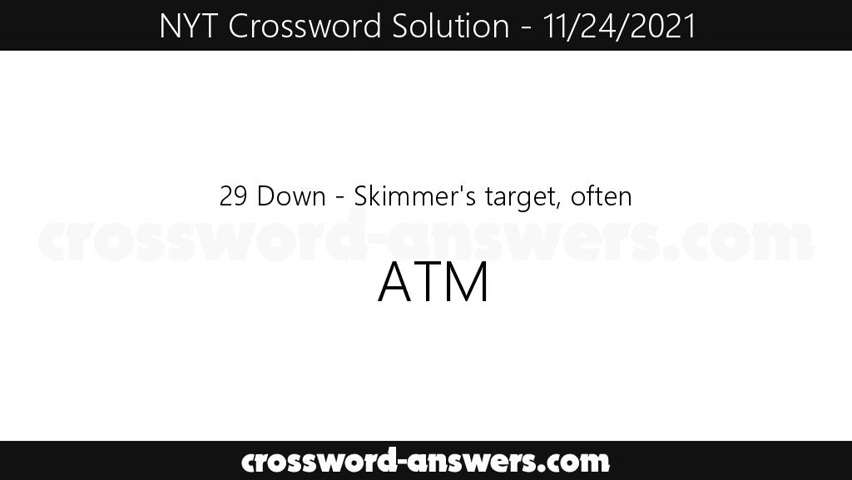 NYT Crossword Solution - 11/24/2021
29 Down - Skimmer's target, often
crossword-answers.com
ATM
crossword-answers.com